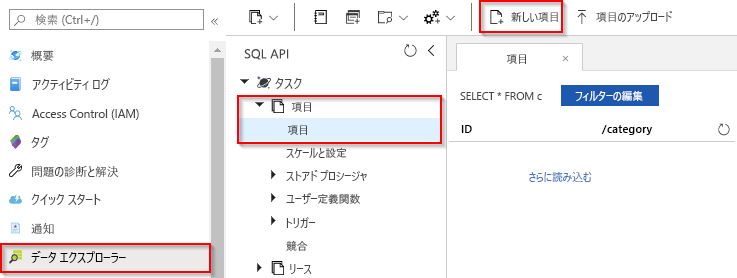 検索 (Ctrl+/)
概要
アクティビティ ログ
Access Control (IAM)
タグ
問題の診断と解決
クイック スタート
通知
データ エクスプローラー
新しい項目
項目のアップロード
SQL API
タスク
項目
項目
スケールと設定
ストアド プロシージャ
ユーザー定義関数
トリガー
競合
リース
項目
SELECT * FROM c
フィルターの編集
ID
/category
さらに読み込む